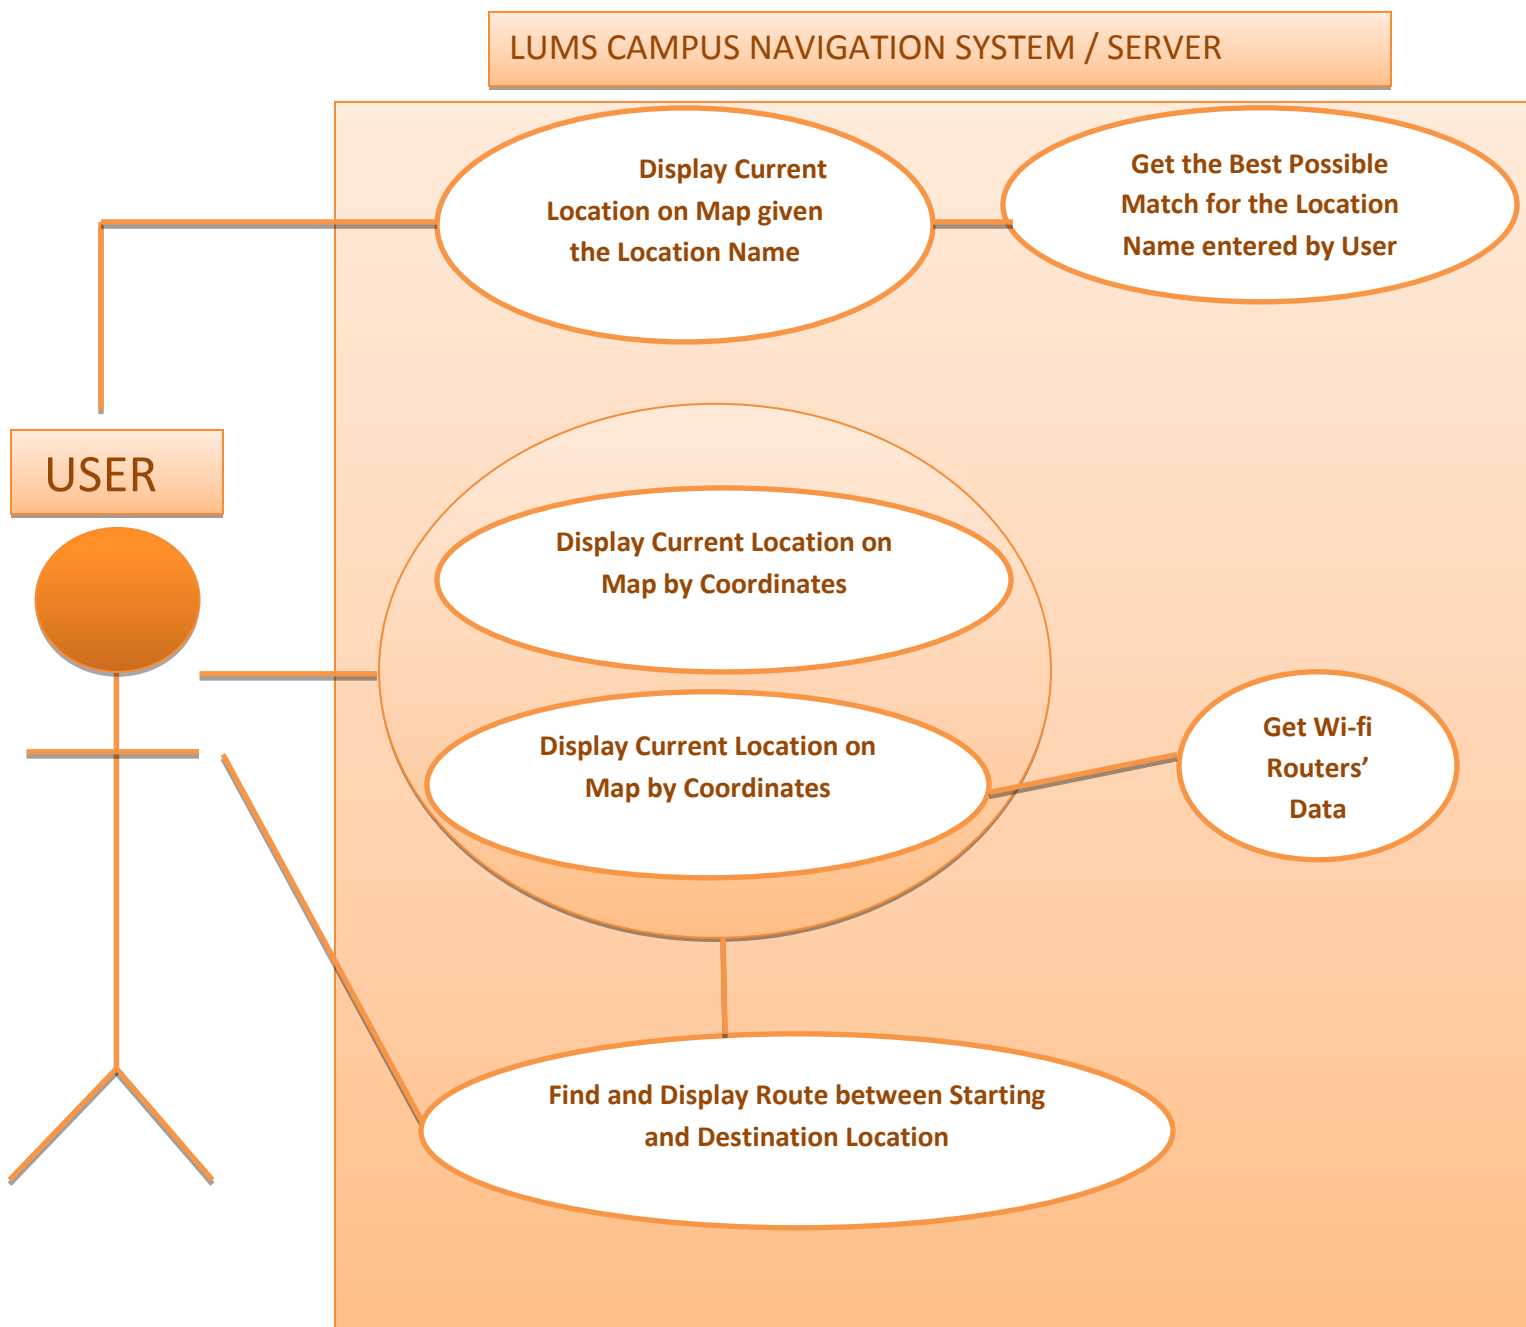 LUMS CAMPUS NAVIGATION SYSTEM / SERVER
Display Current
Location on Map given
the Location Name
Get the Best Possible
Match for the Location
Name entered by User
USER
Display Current Location on
Map by Coordinates
Display Current Location on
Map by Coordinates
Get Wi-fi
Routers’
Data
Find and Display Route between Starting
and Destination Location